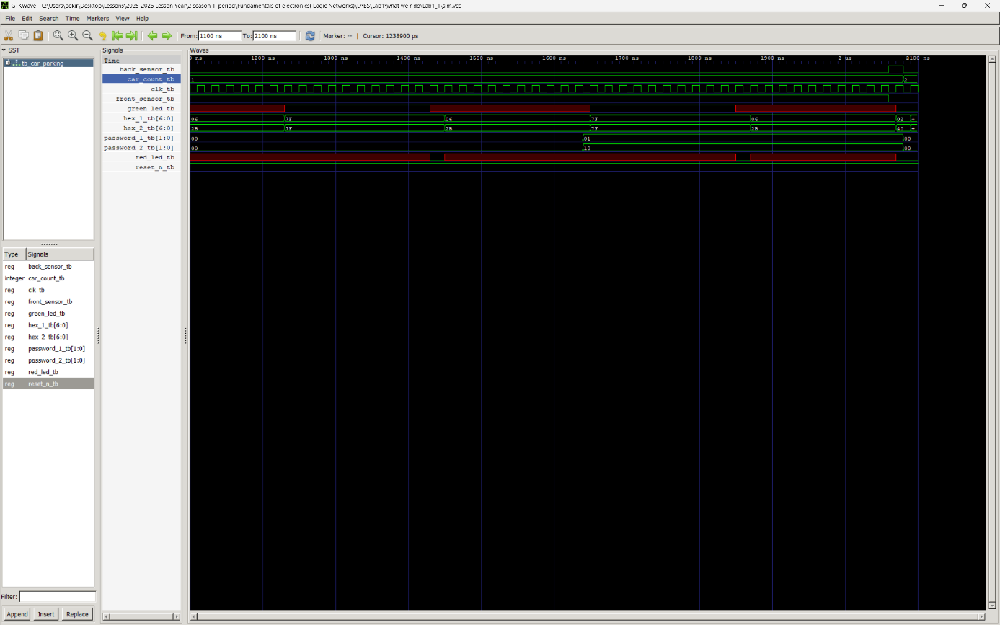 GTKWave - C:\Users\bekir\Desktop\Lessons\2025-2026 Lesson Year\2 season 1. period\Fundamentals of electronics( Logic Networks)\LABS\Lab1\what we r do\Lab1_1\sim.vcd
File Edit Search Time Markers View Help
From: 1100 ns To: 2100 ns Marker: -- | Cursor: 1238900 ps
SST
tb_car_parking
Signals
Time
back_sensor_tb
car_count_tb
clk_tb
front_sensor_tb
green_led_tb
hex_1_tb[6:0]
hex_2_tb[6:0]
password_1_tb[1:0]
password_2_tb[1:0]
red_led_tb
reset_n_tb
Waves
ns 1200 ns 1300 ns 1400 ns 1500 ns 1600 ns 1700 ns 1800 ns 1900 ns 2 us 2100 ns
1 2
06 7F 06 7F 06 02 +
2B 7F 2B 7F 2B 40 +
00 01 00
00 10 00
Type Signals
reg back_sensor_tb
integer car_count_tb
reg clk_tb
reg front_sensor_tb
reg green_led_tb
reg hex_1_tb[6:0]
reg hex_2_tb[6:0]
reg password_1_tb[1:0]
reg password_2_tb[1:0]
reg red_led_tb
reg reset_n_tb
Filter:
Append Insert Replace